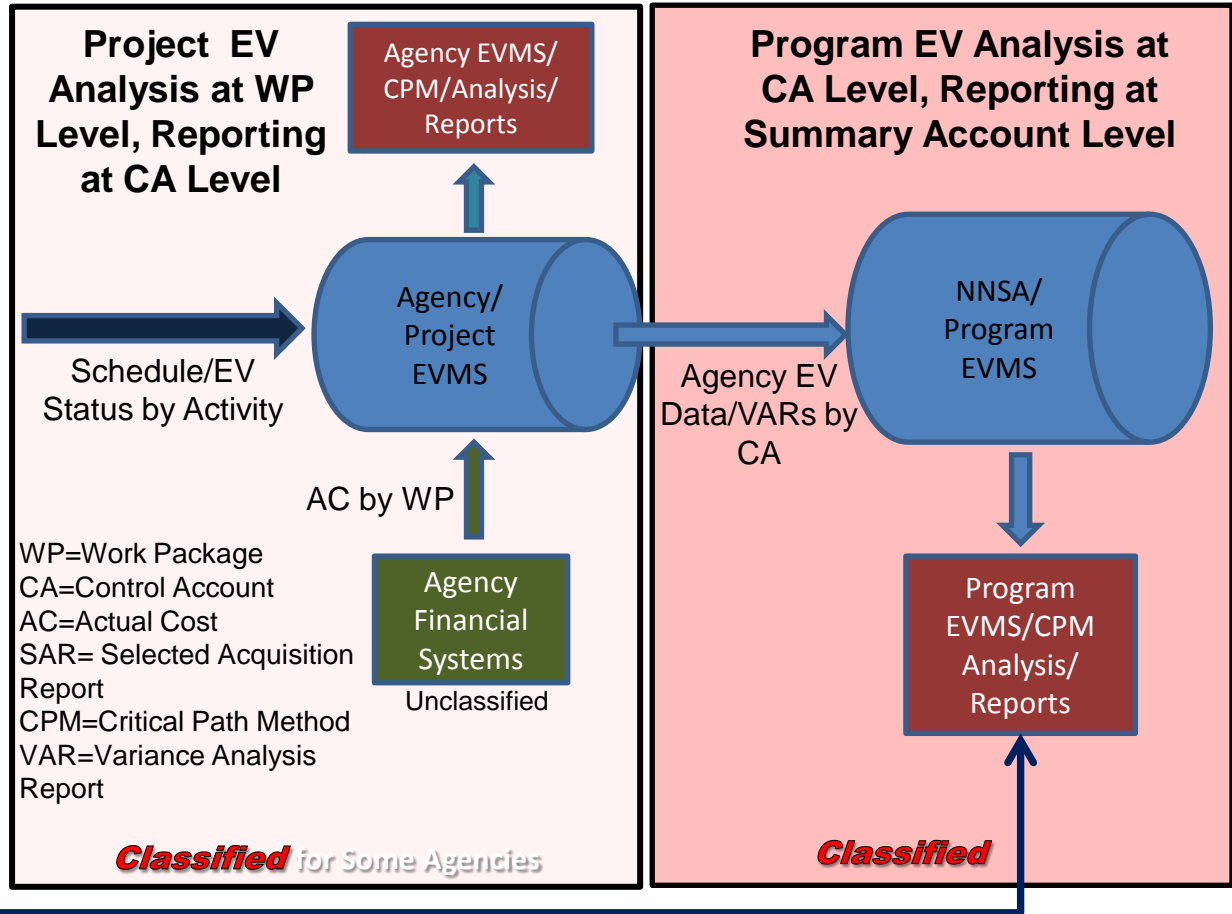 Project EV
Analysis at WP
Level, Reporting
at CA Level
Agency EVMS/
CPM/Analysis/
Reports
Agency/
Project
EVMS
Schedule/EV
Status by Activity
AC by WP
Agency
Financial
Systems
Unclassified
WP=Work Package
CA=Control Account
AC=Actual Cost
SAR= Selected Acquisition
Report
CPM=Critical Path Method
VAR=Variance Analysis
Report
Classified for Some Agencies
Program EV Analysis at
CA Level, Reporting at
Summary Account Level
Agency EV
Data/VARs by
CA
NNSA/
Program
EVMS
Program
EVMS/CPM
Analysis/
Reports
Classified